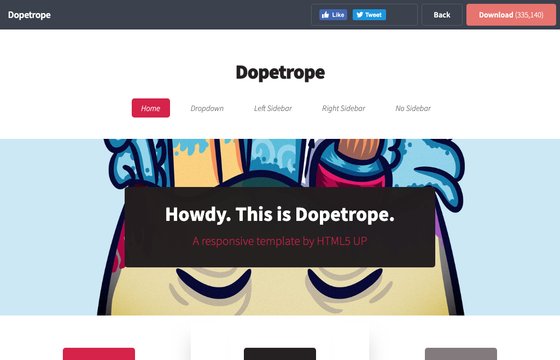 Dopetrope
Like
Tweet
Back
Download (335,140)
Dopetrope
Home
Dropdown
Left Sidebar
Right Sidebar
No Sidebar
Howdy. This is Dopetrope.
A responsive template by HTML5 UP